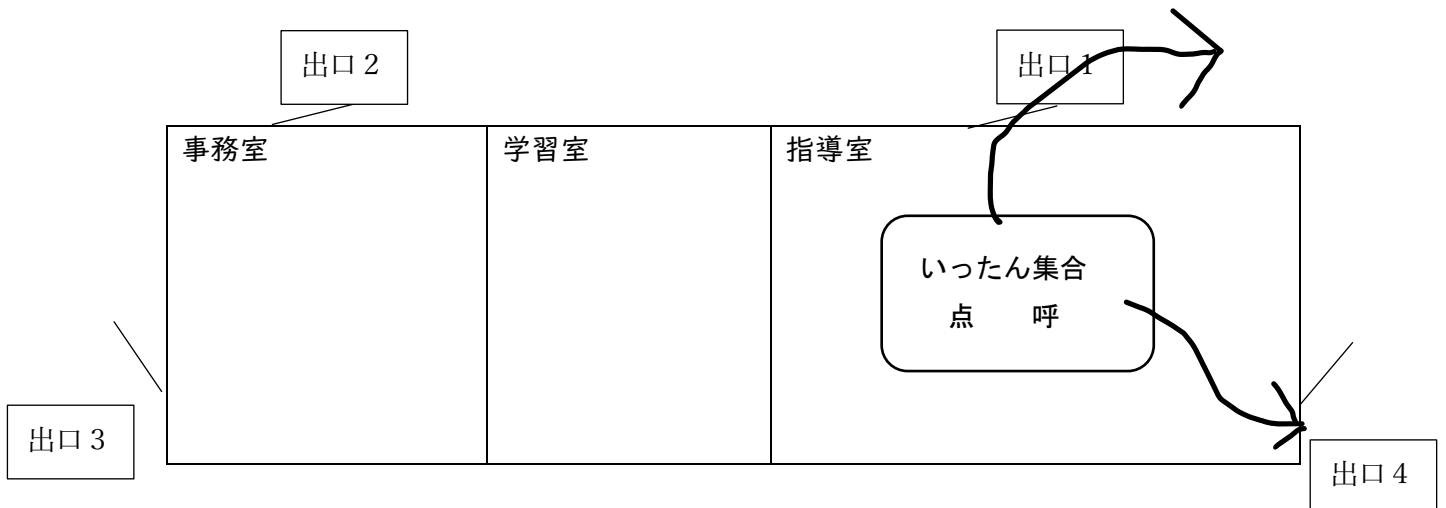 出口２
出口１
事務室
学習室
指導室
いったん集合
点　　呼
出口３
出口４